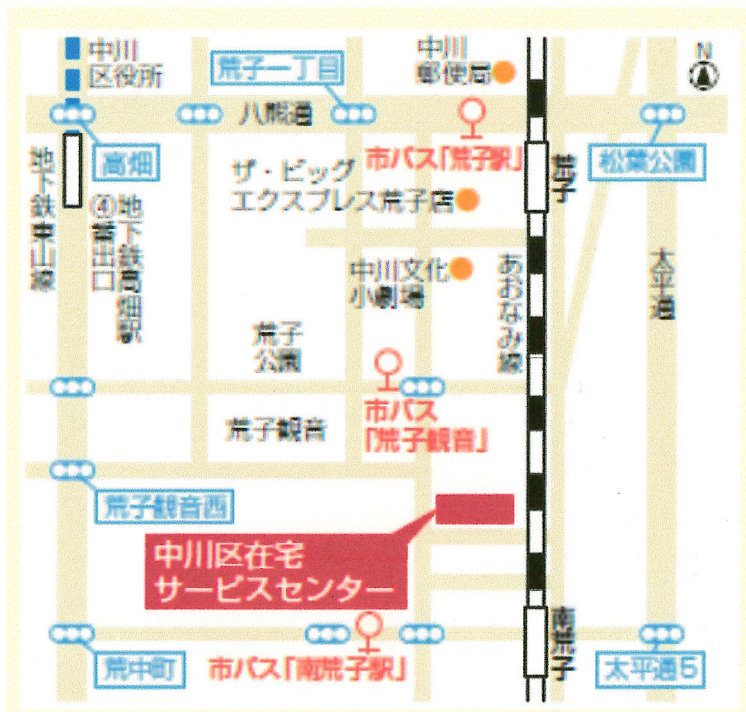 中川
区役所
荒子一丁目
中川
郵便局
N
八熊通
高畑
市バス「荒子駅」
松葉公園
荒子
地下鉄東山線
地下鉄高畑駅
④番出口
ザ・ビッグ
エクスプレス荒子店
中川文化
小劇場
あおなみ線
太平通
荒子
公園
市バス
「荒子観音」
荒子観音
荒子観音西
中川区在宅
サービスセンター
荒中町
市バス「南荒子駅」
南荒子
太平通5